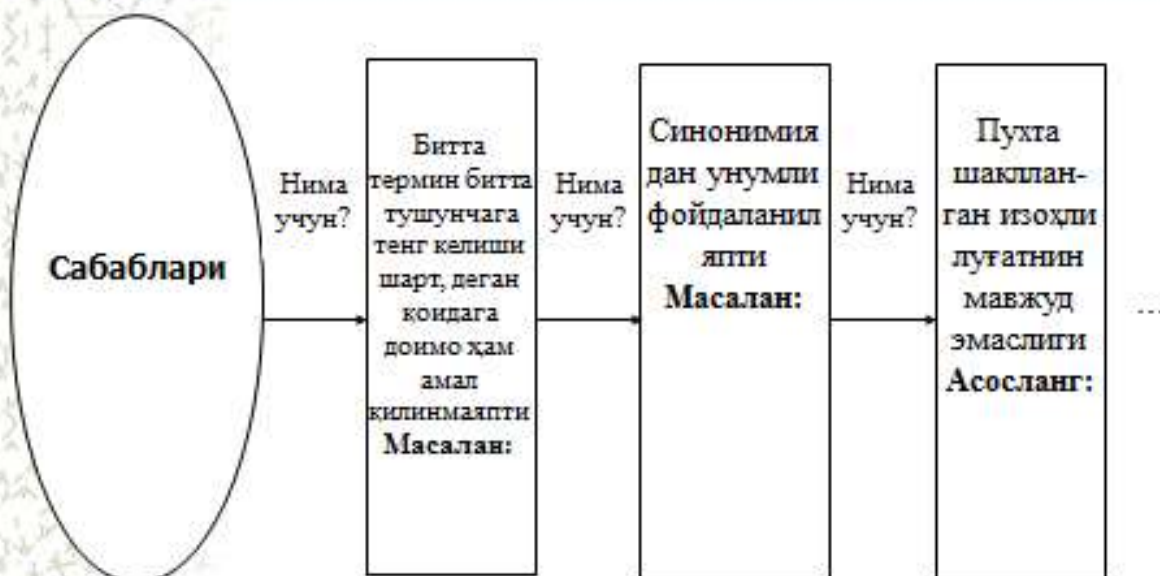 Сабаблари
Нима
учун?
Битта
термин битта
тушунчага
тенг келиши
шарт, деган
қоидага
доимо ҳам
амал
қилинмаяпти
Масалан:
Нима
учун?
Синонимия
дан унумли
фойдаланил
япти
Масалан:
Нима
учун?
Пухта
шакллан-
ган изоҳли
луғатнин
мавжуд
эмаслиги
Асосланг: